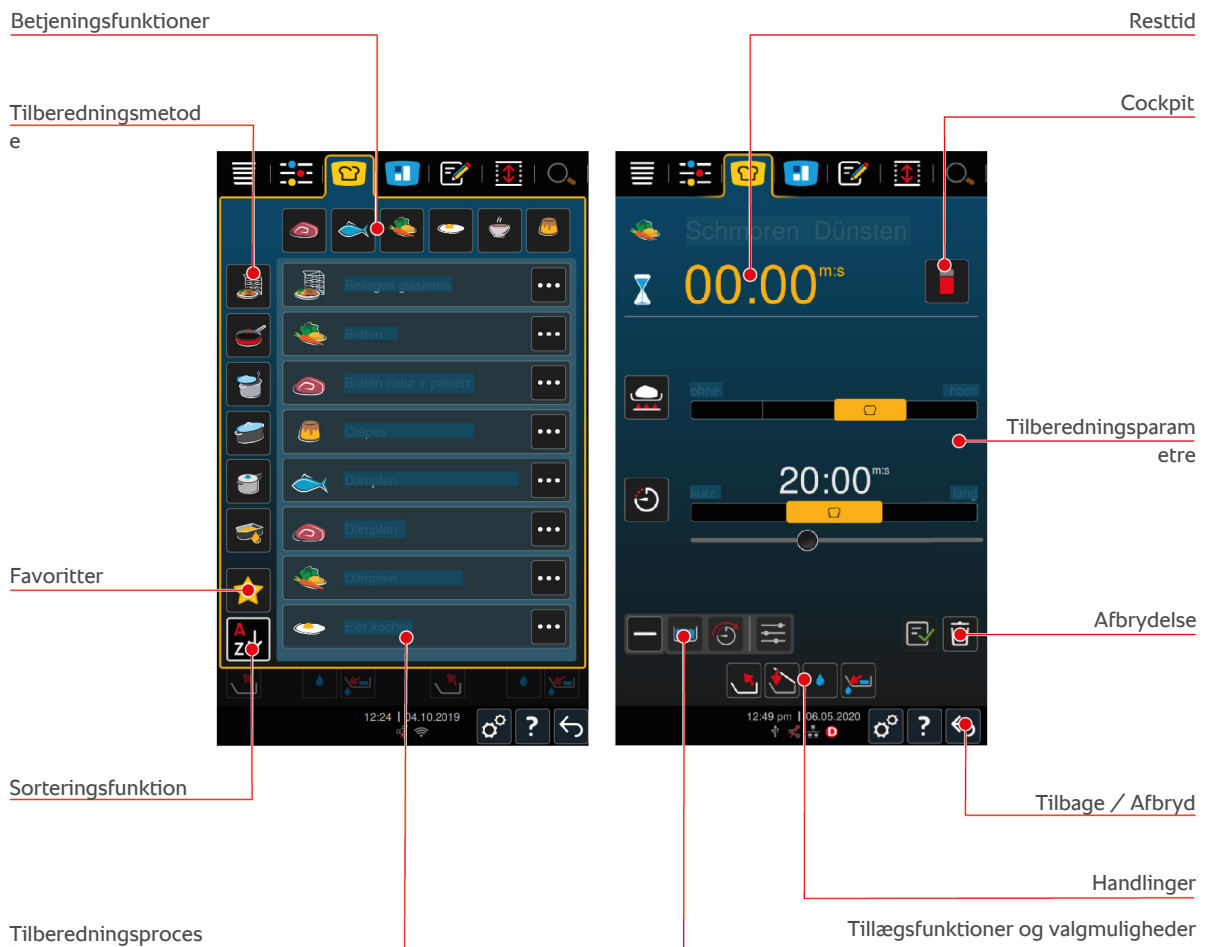 Betjeningsfunktioner
Resttid
Tilberedningsmetod
e
Cockpit
Schmoren Dünsten
00:00 m:s
Beilagen glasieren
Braten
Braten natur + paniert
ohne
hoch
Crêpes
Tilberedningsparam
etre
Dämpfen
20:00 m:s
kurz
lang
Dämpfen
Favoritter
Dämpfen
Afbrydelse
Eier kochen
A
Z
12:24 | 04.10.2019
?
12:49 pm | 06.05.2020
D
?
Sorteringsfunktion
Tilbage / Afbryd
Handlinger
Tilberedningsproces
Tillægsfunktioner og valgmuligheder